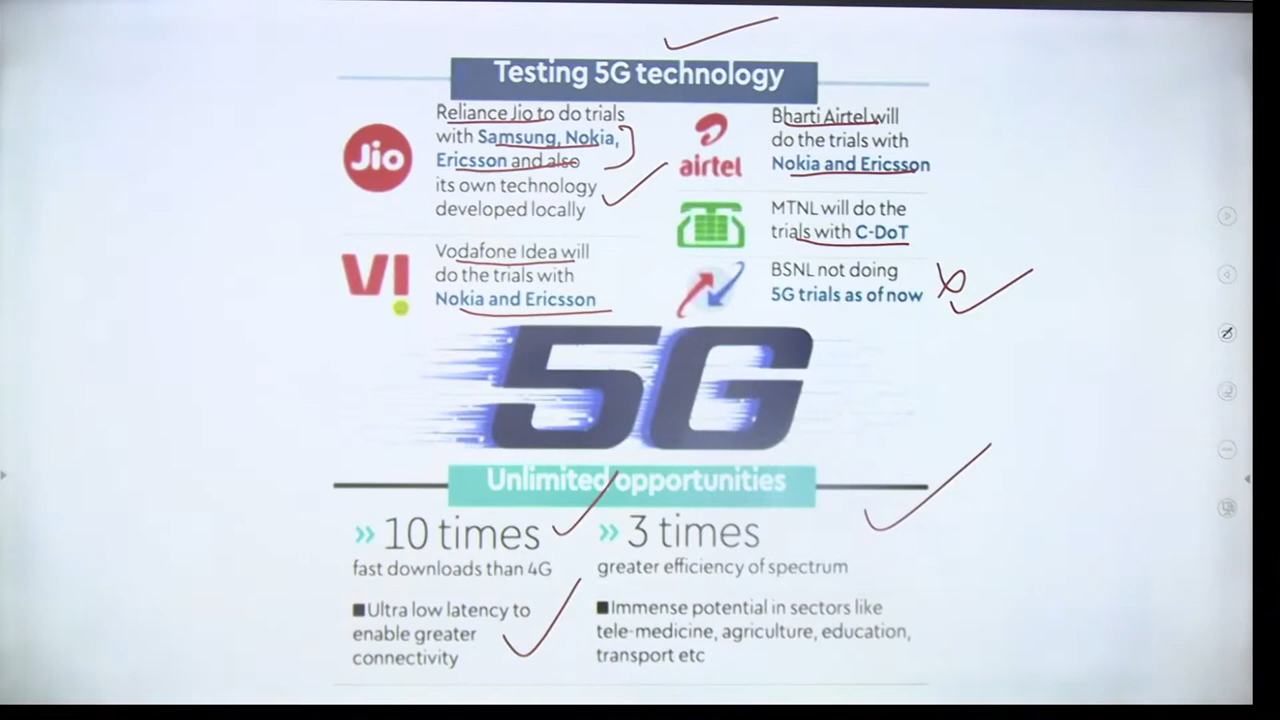 Testing 5G technology
Jio
Reliance Jio to do trials
with Samsung, Nokia,
Ericsson and also
its own technology
developed locally
airtel
Bharti Airtel will
do the trials with
Nokia and Ericsson
MTNL will do the
trials with C-DoT
VI
Vodafone Idea will
do the trials with
Nokia and Ericsson
BSNL not doing
5G trials as of now
5G
Unlimited opportunities
» 10 times
fast downloads than 4G
» 3 times
greater efficiency of spectrum
■Ultra low latency to
enable greater
connectivity
■Immense potential in sectors like
tele-medicine, agriculture, education,
transport etc